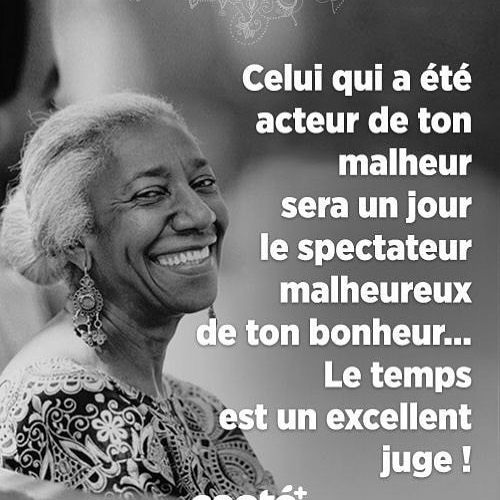 Celui qui a été
acteur de ton
malheur
sera un jour
le spectateur
malheureux
de ton bonheur...
Le temps
est un excellent
juge !
santé+